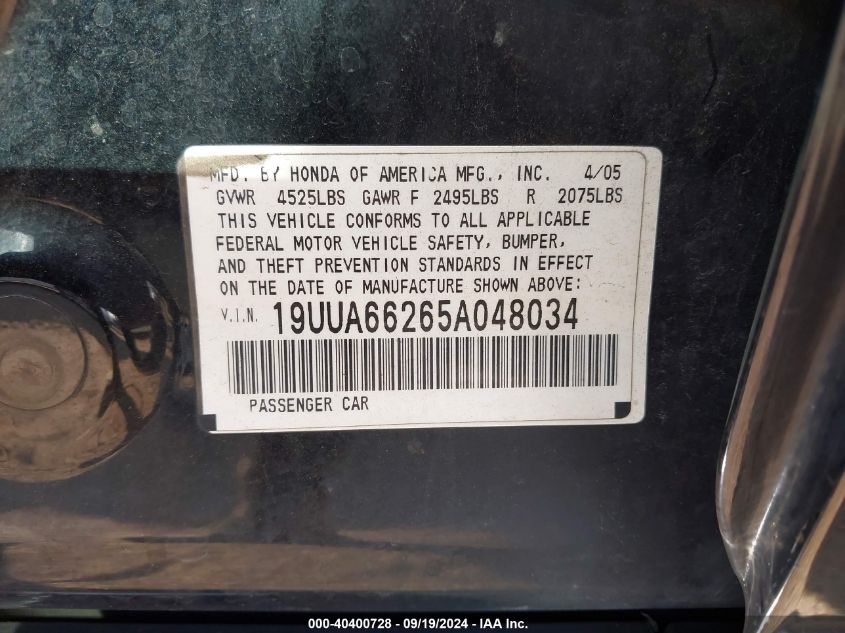 MFD. BY HONDA OF AMERICA MFG., INC. 4/05
GVWR 4525LBS GAWR F 2495LBS R 2075LBS
THIS VEHICLE CONFORMS TO ALL APPLICABLE
FEDERAL MOTOR VEHICLE SAFETY, BUMPER,
AND THEFT PREVENTION STANDARDS IN EFFECT
ON THE DATE OF MANUFACTURE SHOWN ABOVE:
V.I.N. 19UUA66265A048034
PASSENGER CAR
000-40400728 - 09/19/2024 - IAA Inc.